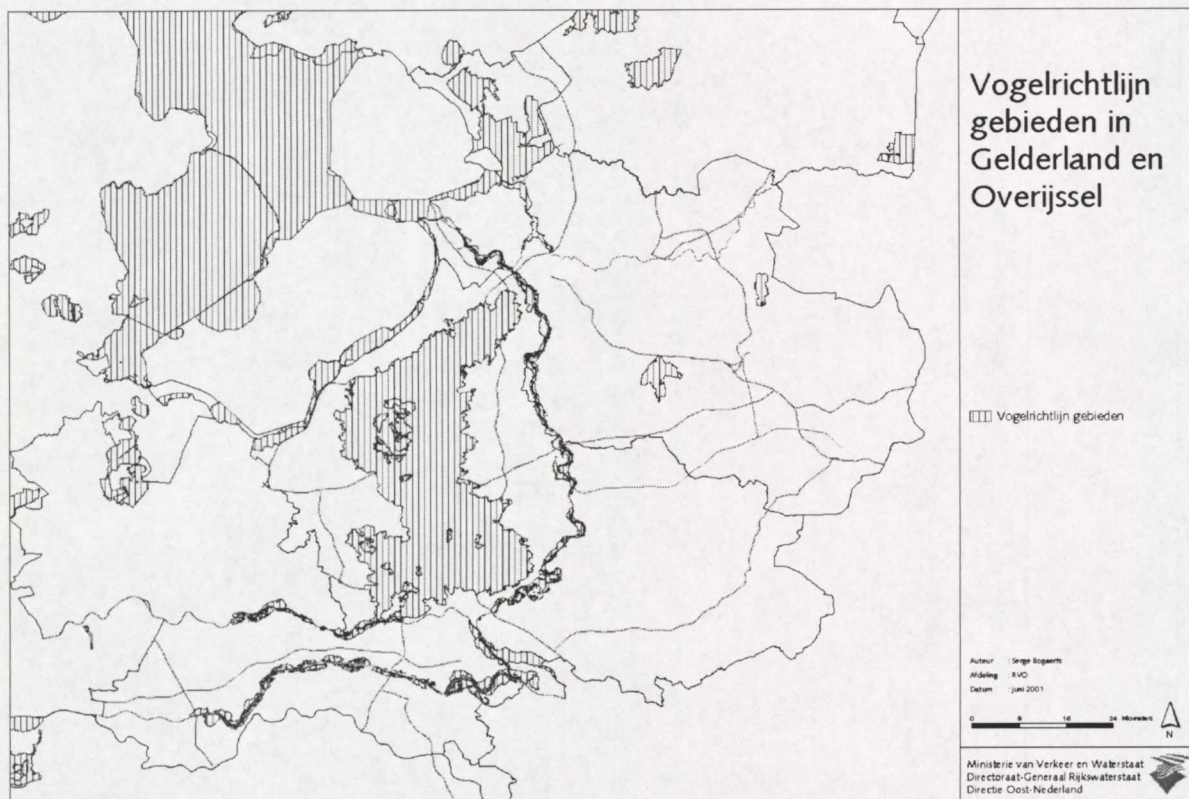 Vogelrichtlijn
gebieden in
Gelderland en
Overijssel
Vogelrichtlijn gebieden
Auteur : Serge Bogaerts
Afdeling : RVO
Datum : juni 2001
0 8 16 24 Kilometers
N
Ministerie van Verkeer en Waterstaat
Directoraat-Generaal Rijkswaterstaat
Directie Oost-Nederland